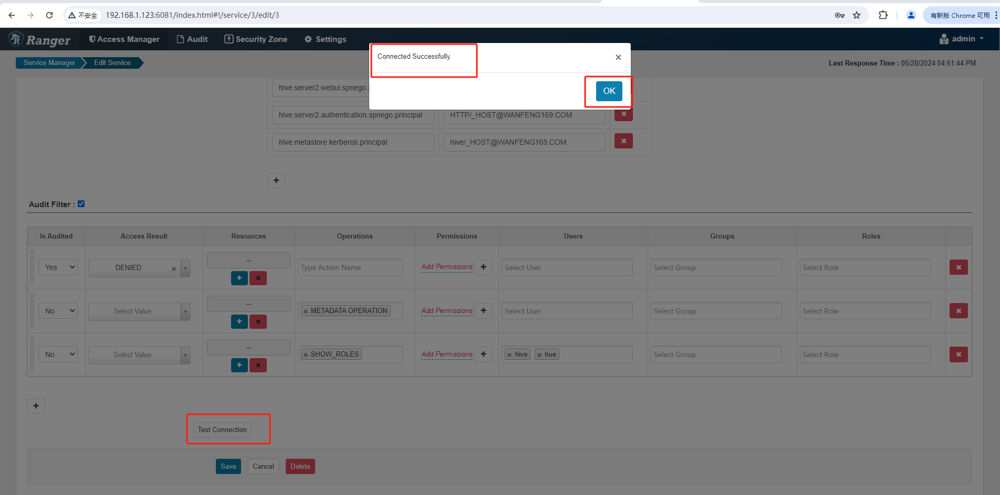 不安全 192.168.1.123:6081/index.html#!/service/3/edit/3 有新版 Chrome 可用
Ranger Access Manager Audit Security Zone Settings admin
Service Manager Edit Service Last Response Time : 05/28/2024 04:51:44 PM
Connected Successfully.
OK
hive.server2.webui.spnego.
hive.server2.authentication.spnego.principal HTTP/_HOST@WANFENG169.COM
hive.metastore.kerberos.principal hive/_HOST@WANFENG169.COM
Audit Filter :
Is Audited Access Result Resources Operations Permissions Users Groups Roles
Yes DENIED -- Type Action Name Add Permissions Select User Select Group Select Role
No Select Value -- METADATA OPERATION Add Permissions Select User Select Group Select Role
No Select Value -- SHOW_ROLES Add Permissions hive hue Select Group Select Role
Test Connection
Save Cancel Delete